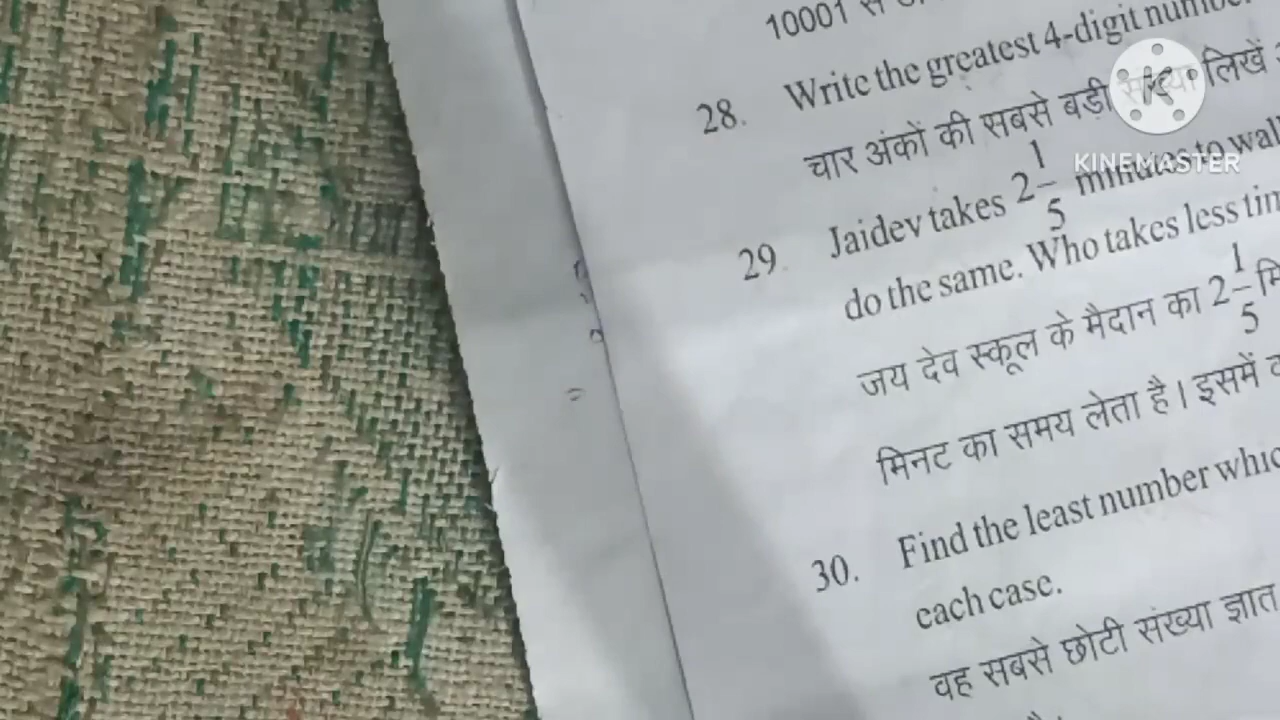 10001 से
28. Write the greatest 4-digit number
चार अंकों की सबसे बड़ी संख्या लिखें
29. Jaidev takes 2 1/5 minutes to
do the same. Who takes less
जय देव स्कूल के मैदान का 2 1/5
मिनट का समय लेता है। इसमें
30. Find the least number
each case.
वह सबसे छोटी संख्या ज्ञात
KINEMASTER